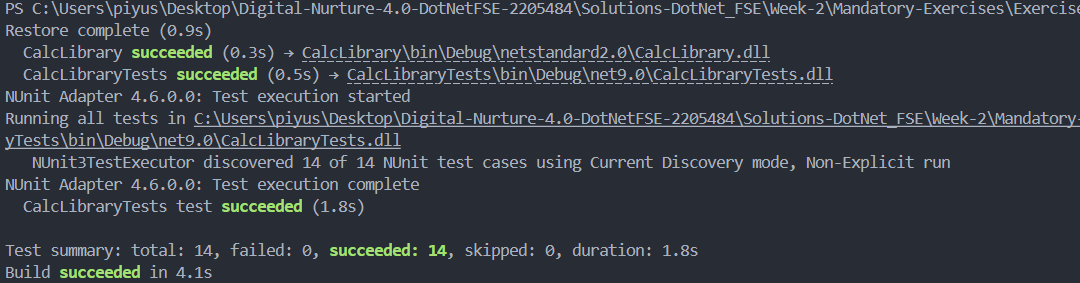 PS C:\Users\piyus\Desktop\Digital-Nurture-4.0-DotNetFSE-2205484\Solutions-DotNet_FSE\Week-2\Mandatory-Exercises\Exercise
Restore complete (0.9s)
  CalcLibrary succeeded (0.3s) → CalcLibrary\bin\Debug\netstandard2.0\CalcLibrary.dll
  CalcLibraryTests succeeded (0.5s) → CalcLibraryTests\bin\Debug\net9.0\CalcLibraryTests.dll
NUnit Adapter 4.6.0.0: Test execution started
Running all tests in C:\Users\piyus\Desktop\Digital-Nurture-4.0-DotNetFSE-2205484\Solutions-DotNet_FSE\Week-2\Mandatory-
yTests\bin\Debug\net9.0\CalcLibraryTests.dll
   NUnit3TestExecutor discovered 14 of 14 NUnit test cases using Current Discovery mode, Non-Explicit run
NUnit Adapter 4.6.0.0: Test execution complete
  CalcLibraryTests test succeeded (1.8s)

Test summary: total: 14, failed: 0, succeeded: 14, skipped: 0, duration: 1.8s
Build succeeded in 4.1s